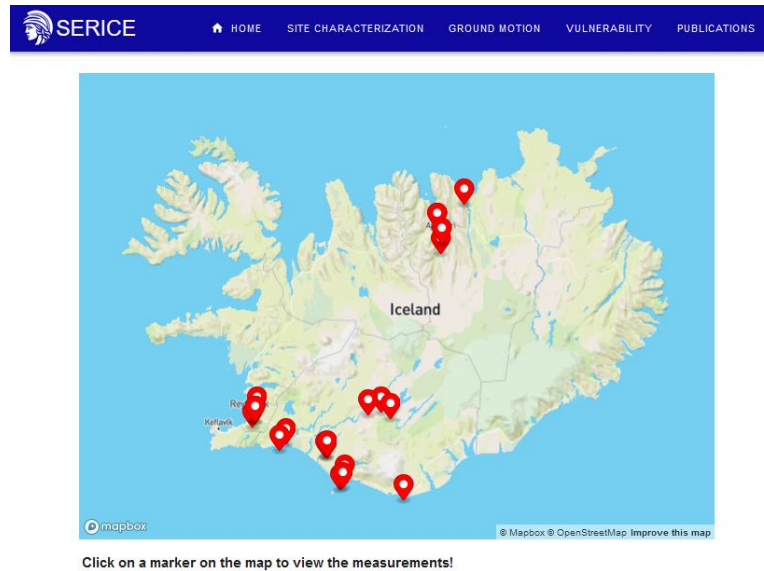 SERICE
HOME SITE CHARACTERIZATION GROUND MOTION VULNERABILITY PUBLICATIONS
Iceland
Keflavík
mapbox
© Mapbox © OpenStreetMap Improve this map
Click on a marker on the map to view the measurements!